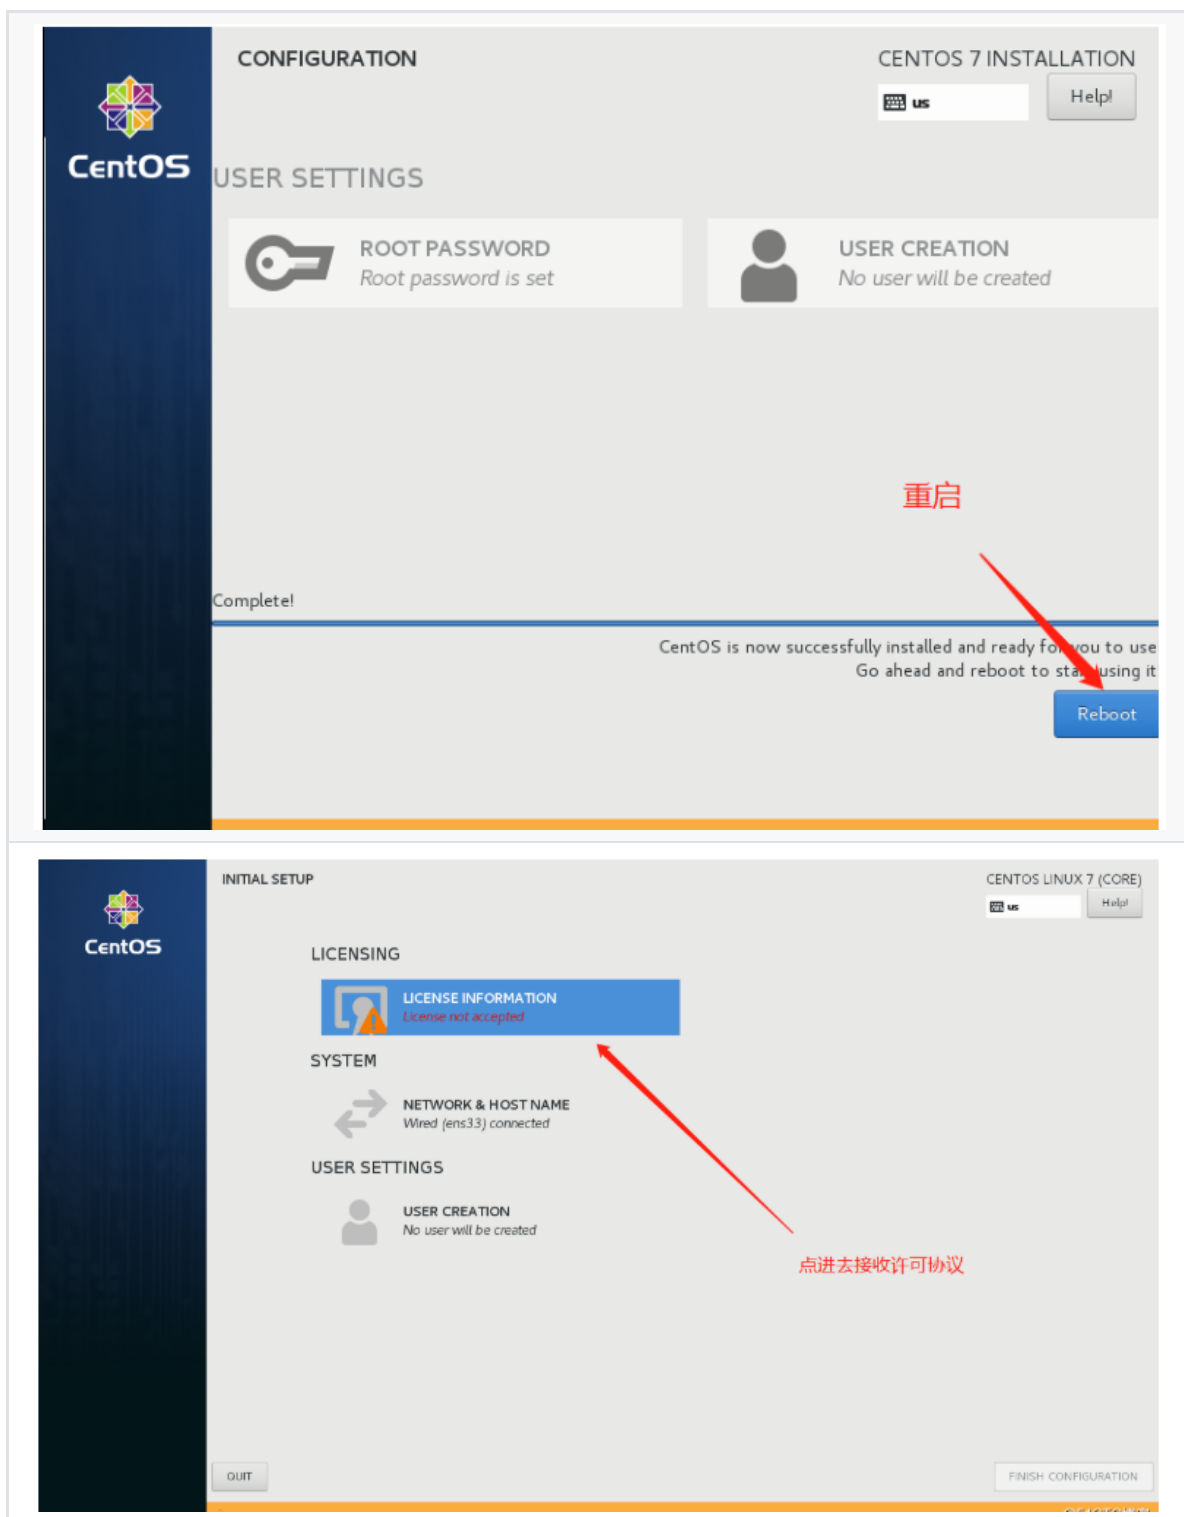 CONFIGURATION
CENTOS 7 INSTALLATION
us
Help!
CentOS
USER SETTINGS
ROOT PASSWORD
Root password is set
USER CREATION
No user will be created
重启
Complete!
CentOS is now successfully installed and ready for you to use
Go ahead and reboot to start using it
Reboot
INITIAL SETUP
CENTOS LINUX 7 (CORE)
us
Help!
CentOS
LICENSING
LICENSE INFORMATION
License not accepted
SYSTEM
NETWORK & HOST NAME
Wired (ens33) connected
USER SETTINGS
USER CREATION
No user will be created
点进去接收许可协议
QUIT
FINISH CONFIGURATION